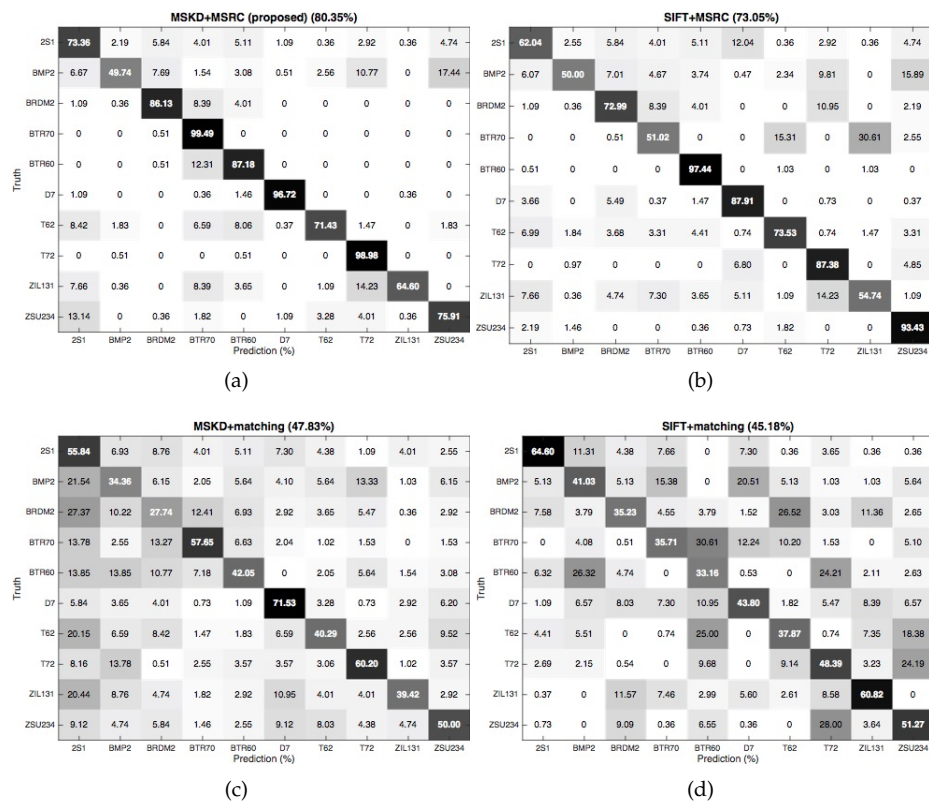 MSKD+MSRC (proposed) (80.35%)
2S1 73.36 2.19 5.84 4.01 5.11 1.09 0.36 2.92 0.36 4.74
BMP2 6.67 49.74 7.69 1.54 3.08 0.51 2.56 10.77 0 17.44
BRDM2 1.09 0.36 86.13 8.39 4.01 0 0 0 0 0
BTR70 0 0 0.51 99.49 0 0 0 0 0 0
BTR60 0 0 0.51 12.31 87.18 0 0 0 0 0
D7 1.09 0 0 0.36 1.46 96.72 0 0 0.36 0
T62 8.42 1.83 0 6.59 8.06 0.37 71.43 1.47 0 1.83
T72 0 0.51 0 0 0.51 0 0 98.98 0 0
ZIL131 7.66 0.36 0 8.39 3.65 0 1.09 14.23 64.60 0
ZSU234 13.14 0 0.36 1.82 0 1.09 3.28 4.01 0.36 75.91
2S1 BMP2 BRDM2 BTR70 BTR60 D7 T62 T72 ZIL131 ZSU234
Prediction (%)
Truth
(a)
SIFT+MSRC (73.05%)
2S1 62.04 2.55 5.84 4.01 5.11 12.04 0.36 2.92 0.36 4.74
BMP2 6.07 50.00 7.01 4.67 3.74 0.47 2.34 9.81 0 15.89
BRDM2 1.09 0.36 72.99 8.39 4.01 0 0 10.95 0 2.19
BTR70 0 0 0.51 51.02 0 0 15.31 0 30.61 2.55
BTR60 0.51 0 0 0 97.44 0 1.03 0 1.03 0
D7 3.66 0 5.49 0.37 1.47 87.91 0 0.73 0 0.37
T62 6.99 1.84 3.68 3.31 4.41 0.74 73.53 0.74 1.47 3.31
T72 0 0.97 0 0 0 6.80 0 87.38 0 4.85
ZIL131 7.66 0.36 4.74 7.30 3.65 5.11 1.09 14.23 54.74 1.09
ZSU234 2.19 1.46 0 0 0.36 0.73 1.82 0 0 93.43
2S1 BMP2 BRDM2 BTR70 BTR60 D7 T62 T72 ZIL131 ZSU234
Prediction (%)
Truth
(b)
MSKD+matching (47.83%)
2S1 55.84 6.93 8.76 4.01 5.11 7.30 4.38 1.09 4.01 2.55
BMP2 21.54 34.36 6.15 2.05 5.64 4.10 5.64 13.33 1.03 6.15
BRDM2 27.37 10.22 27.74 12.41 6.93 2.92 3.65 5.47 0.36 2.92
BTR70 13.78 2.55 13.27 57.65 6.63 2.04 1.02 1.53 0 1.53
BTR60 13.85 13.85 10.77 7.18 42.05 0 2.05 5.64 1.54 3.08
D7 5.84 3.65 4.01 0.73 1.09 71.53 3.28 0.73 2.92 6.20
T62 20.15 6.59 8.42 1.47 1.83 6.59 40.29 2.56 2.56 9.52
T72 8.16 13.78 0.51 2.55 3.57 3.57 3.06 60.20 1.02 3.57
ZIL131 20.44 8.76 4.74 1.82 2.92 10.95 4.01 4.01 39.42 2.92
ZSU234 9.12 4.74 5.84 1.46 2.55 9.12 8.03 4.38 4.74 50.00
2S1 BMP2 BRDM2 BTR70 BTR60 D7 T62 T72 ZIL131 ZSU234
Prediction (%)
Truth
(c)
SIFT+matching (45.18%)
2S1 64.60 11.31 4.38 7.66 0 7.30 0.36 3.65 0.36 0.36
BMP2 5.13 41.03 5.13 15.38 0 20.51 5.13 1.03 1.03 5.64
BRDM2 7.58 3.79 35.23 4.55 3.79 1.52 26.52 3.03 11.36 2.65
BTR70 0 4.08 0.51 35.71 30.61 12.24 10.20 1.53 0 5.10
BTR60 6.32 26.32 4.74 0 33.16 0.53 0 24.21 2.11 2.63
D7 1.09 6.57 8.03 7.30 10.95 43.80 1.82 5.47 8.39 6.57
T62 4.41 5.51 0 0.74 25.00 0 37.87 0.74 7.35 18.38
T72 2.69 2.15 0.54 0 9.68 0 9.14 48.39 3.23 24.19
ZIL131 0.37 0 11.57 7.46 2.99 5.60 2.61 8.58 60.82 0
ZSU234 0.73 0 9.09 0.36 6.55 0.36 0 28.00 3.64 51.27
2S1 BMP2 BRDM2 BTR70 BTR60 D7 T62 T72 ZIL131 ZSU234
Prediction (%)
Truth
(d)